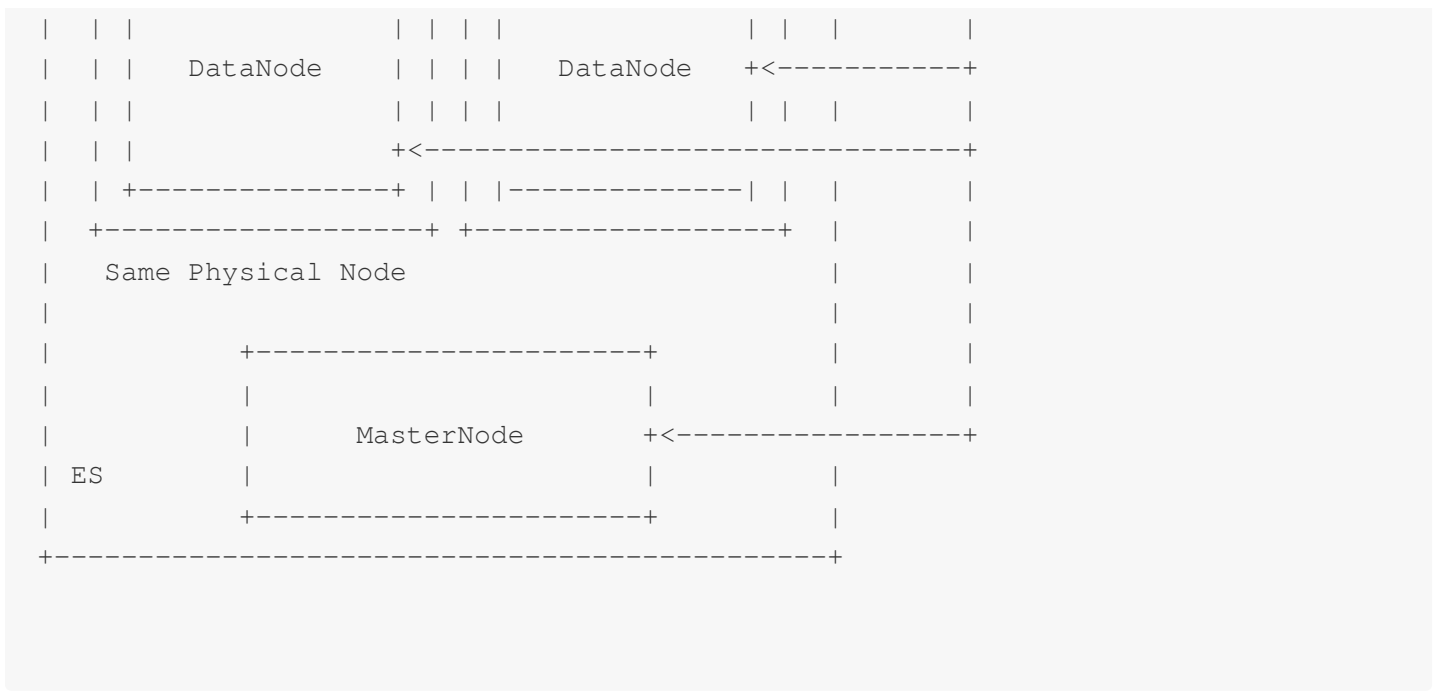 |  | |               | | | |              | |  |       |
|  | |   DataNode    | | | |   DataNode   +<-----------+
|  | |               | | | |              | |  |       |
|  | |               +<--------------------------------+
|  | +---------------+ | | |--------------| |  |       |
|  +-------------------+ +------------------+  |       |
|   Same Physical Node                         |       |
|                                              |       |
|           +-----------------------+          |       |
|           |                       |          |       |
|           |      MasterNode       +<-----------------+
| ES        |                       |          |
|           +-----------------------+          |
+----------------------------------------------+